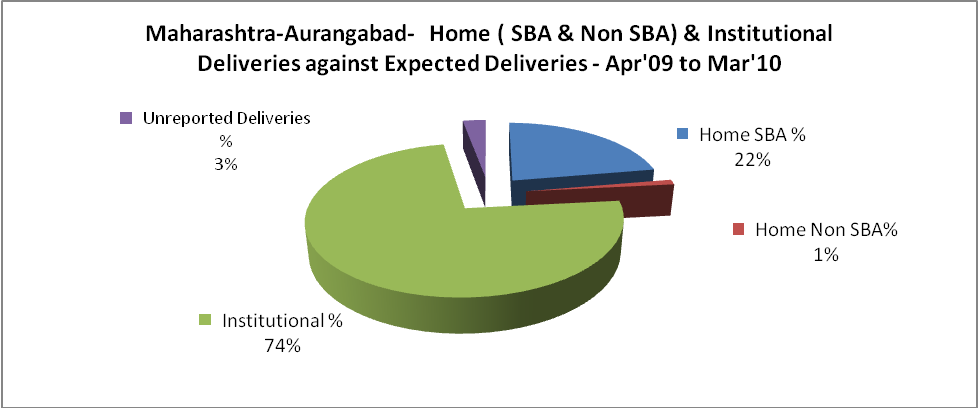 Maharashtra-Aurangabad- Home ( SBA & Non SBA) & Institutional
Deliveries against Expected Deliveries - Apr'09 to Mar'10
Unreported Deliveries
%
3%
Home SBA %
22%
Home Non SBA%
1%
Institutional %
74%